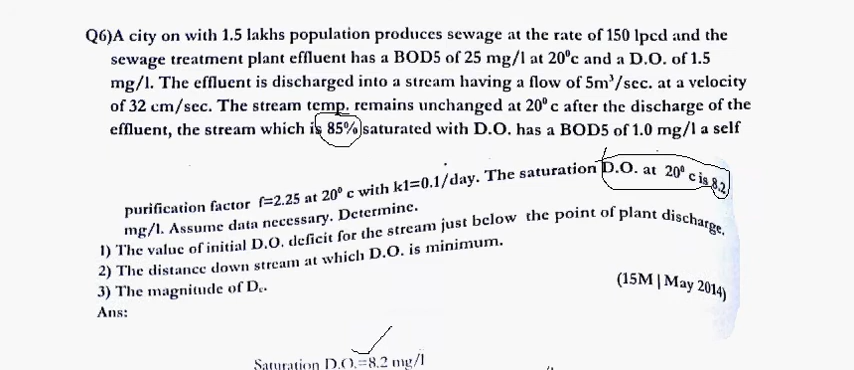 Q6)A city on with 1.5 lakhs population produces sewage at the rate of 150 lpcd and the
sewage treatment plant effluent has a BOD5 of 25 mg/l at 20⁰c and a D.O. of 1.5
mg/l. The effluent is discharged into a stream having a flow of 5m³/sec. at a velocity
of 32 cm/sec. The stream temp. remains unchanged at 20⁰ c after the discharge of the
effluent, the stream which is 85% saturated with D.O. has a BOD5 of 1.0 mg/l a self
purification factor f=2.25 at 20⁰ c with k1=0.1/day. The saturation D.O. at 20⁰ c is 8.2
mg/l. Assume data necessary. Determine.
1) The value of initial D.O. deficit for the stream just below the point of plant discharge.
2) The distance down stream at which D.O. is minimum.
3) The magnitude of Dc.
(15M | May 2014)
Ans:
Saturation D.O.=8.2 mg/l